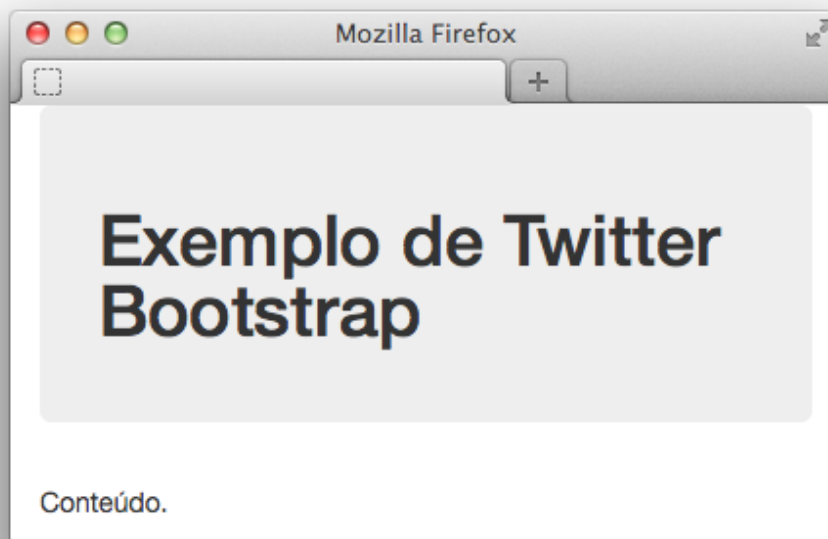 Mozilla Firefox
Exemplo de Twitter
Bootstrap
Conteúdo.